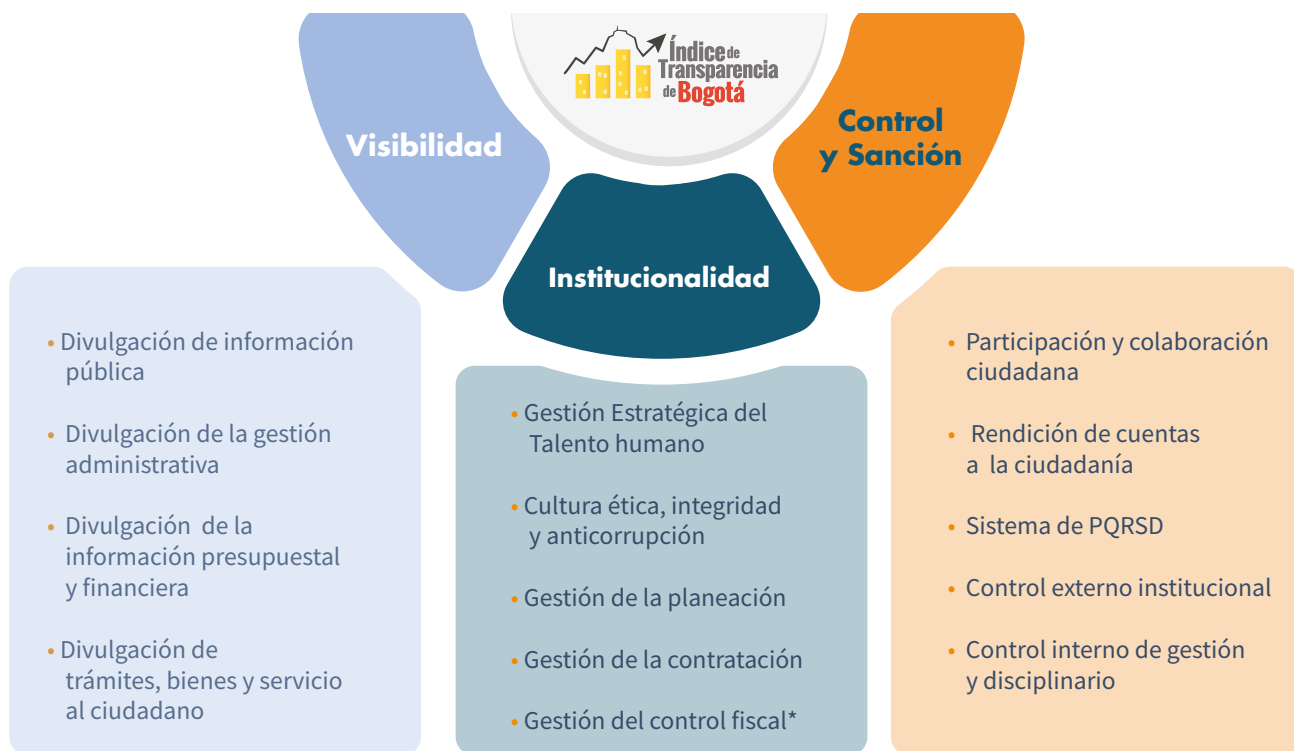 Índice de
Transparencia
de Bogotá
Visibilidad
Control
y Sanción
Institucionalidad
• Divulgación de información
pública
• Divulgación de la gestión
administrativa
• Divulgación de la
información presupuestal
y financiera
• Divulgación de
trámites, bienes y servicio
al ciudadano
• Gestión Estratégica del
Talento humano
• Cultura ética, integridad
y anticorrupción
• Gestión de la planeación
• Gestión de la contratación
• Gestión del control fiscal*
• Participación y colaboración
ciudadana
• Rendición de cuentas
a la ciudadanía
• Sistema de PQRSD
• Control externo institucional
• Control interno de gestión
y disciplinario